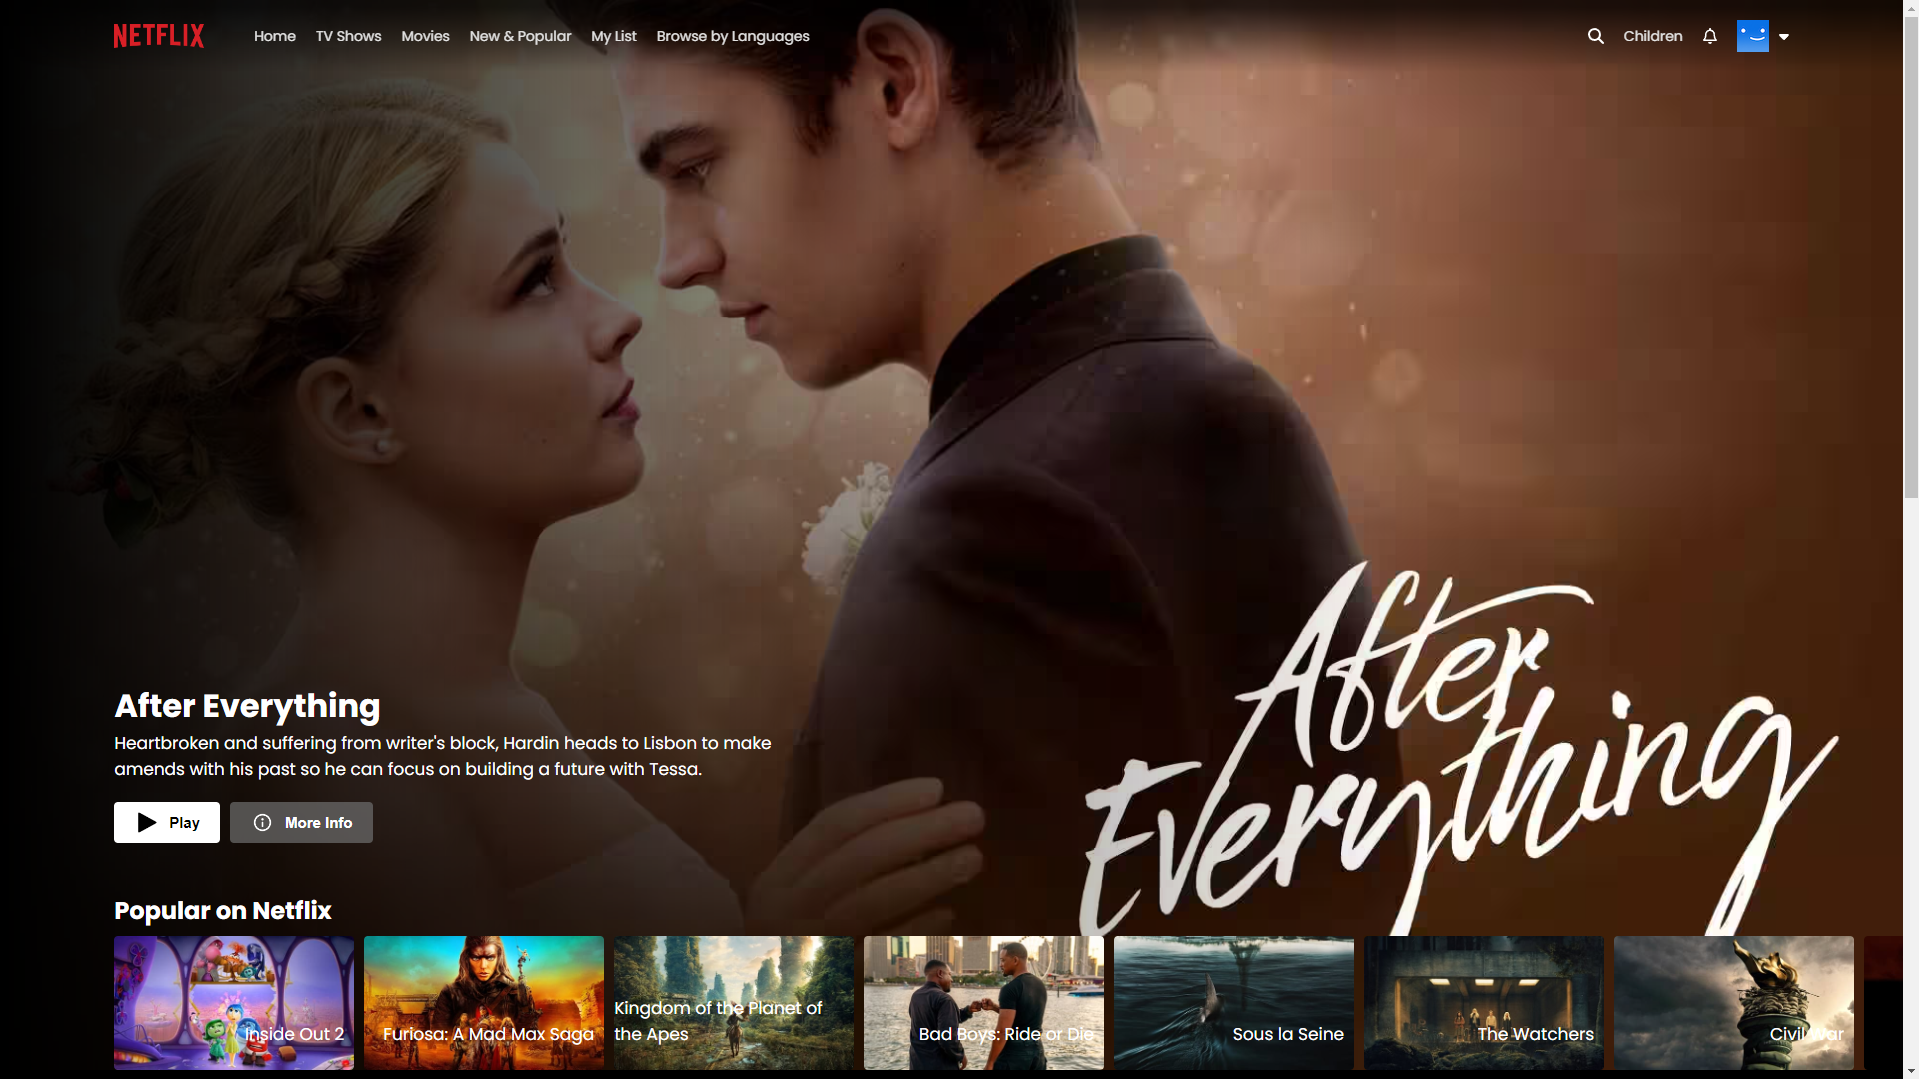 NETFLIX
Home
TV Shows
Movies
New & Popular
My List
Browse by Languages
Children
After
Everything
After Everything
Heartbroken and suffering from writer's block, Hardin heads to Lisbon to make
amends with his past so he can focus on building a future with Tessa.
Play
More Info
Popular on Netflix
Inside Out 2
Furiosa: A Mad Max Saga
Kingdom of the Planet of
the Apes
Bad Boys: Ride or Die
Sous la Seine
The Watchers
Civil War